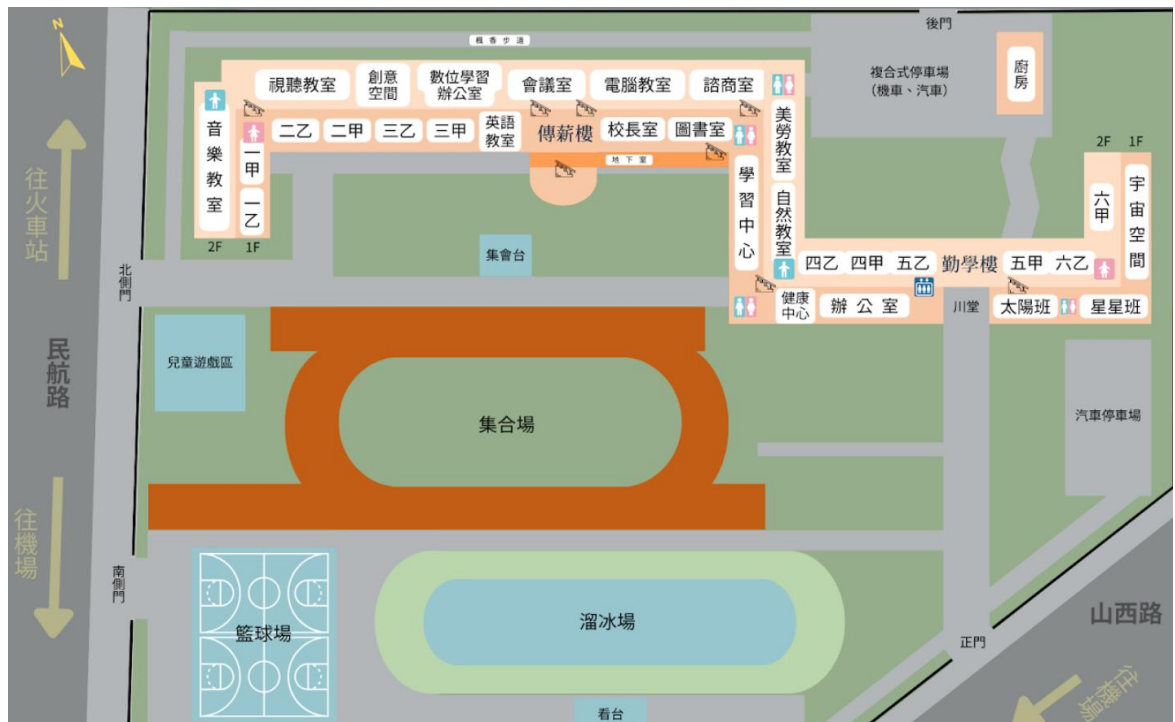 N
後門
楓香步道
視聽教室
創意
空間
數位學習
辦公室
會議室
電腦教室
諮商室
複合式停車場
(機車、汽車)
廚房
音樂教室
二乙
二甲
三乙
三甲
英語
教室
傳薪樓
校長室
圖書室
美勞教室
地下室
一甲
一乙
學習中心
自然教室
2F
1F
六甲
宇宙空間
往火車站
2F
1F
集會台
四乙
四甲
五乙
勤學樓
五甲
六乙
北側門
健康
中心
辦公室
川堂
太陽班
星星班
兒童遊戲區
民航路
集合場
汽車停車場
往機場
南側門
籃球場
溜冰場
山西路
正門
往機場
看台